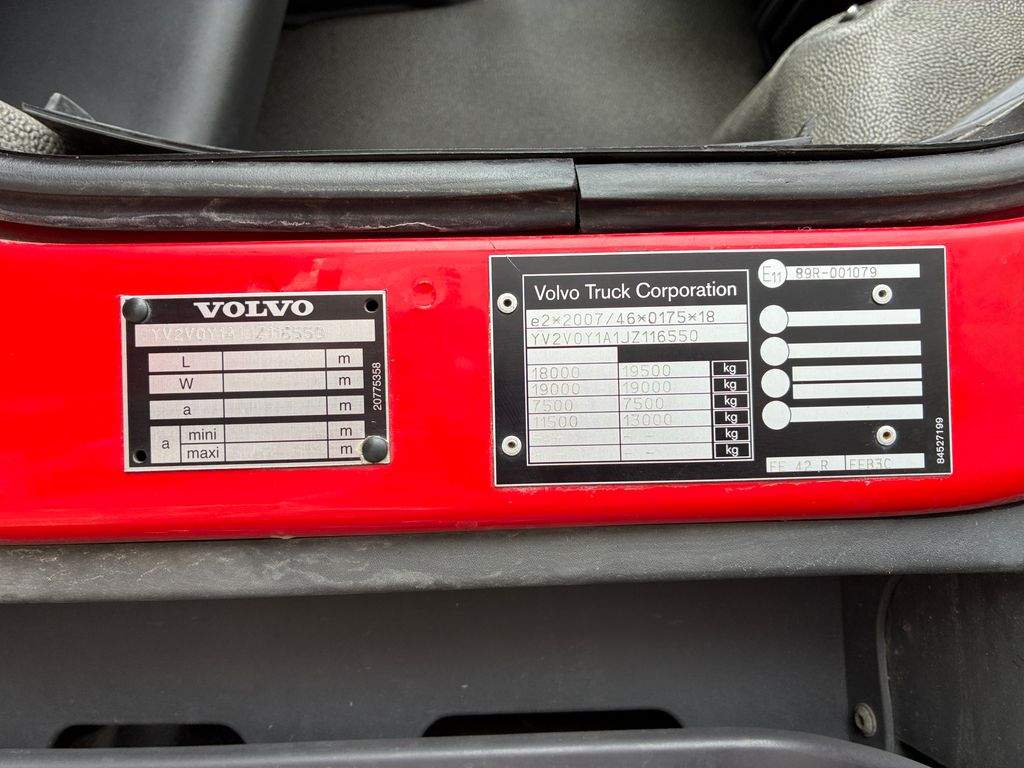 VOLVO
YV2V0Y1A1JZ116550
L m
W m
a m
a mini m
maxi m
20775358
Volvo Truck Corporation
e2*2007/46*0175*18
YV2V0Y1A1JZ116550
18000 19500 kg
19000 19000 kg
7500 7500 kg
11500 13000 kg
- - kg
- - kg
E11 89R-001079
FE 42 R FEB3C
84527199